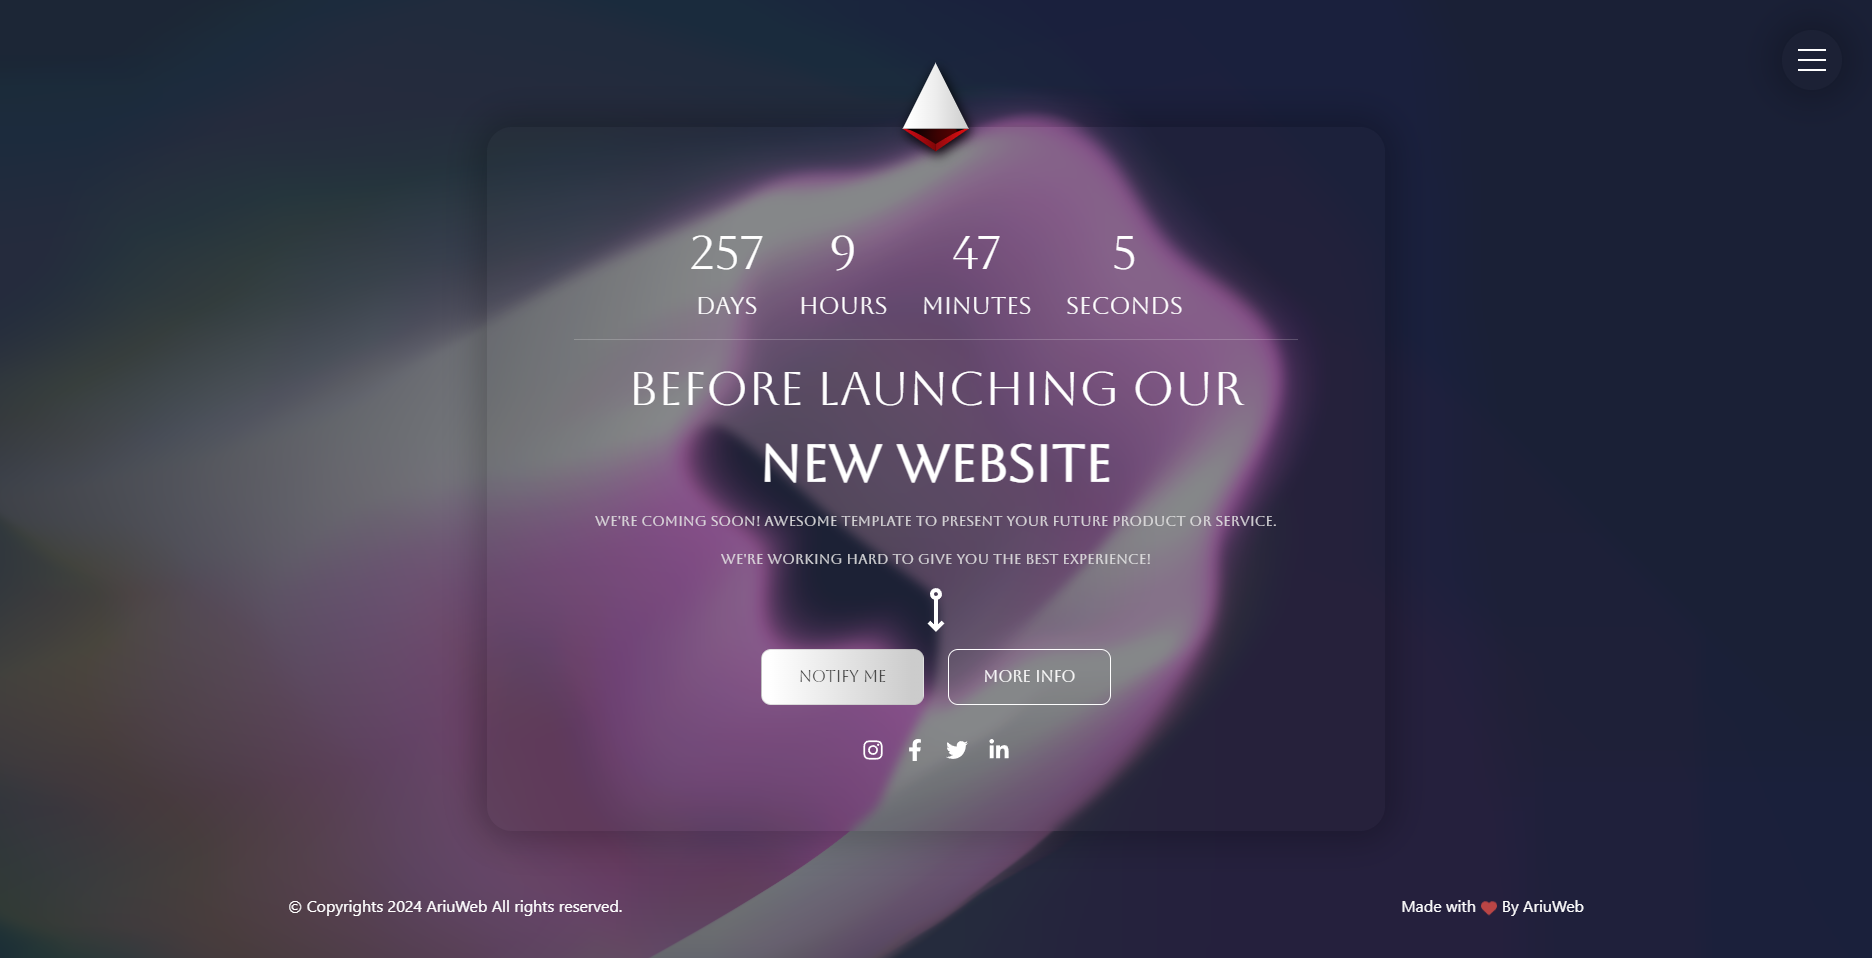 257 9 47 5
DAYS HOURS MINUTES SECONDS
BEFORE LAUNCHING OUR
NEW WEBSITE
WE'RE COMING SOON! AWESOME TEMPLATE TO PRESENT YOUR FUTURE PRODUCT OR SERVICE.
WE'RE WORKING HARD TO GIVE YOU THE BEST EXPERIENCE!
NOTIFY ME MORE INFO
© Copyrights 2024 AriuWeb All rights reserved. Made with ❤ By AriuWeb